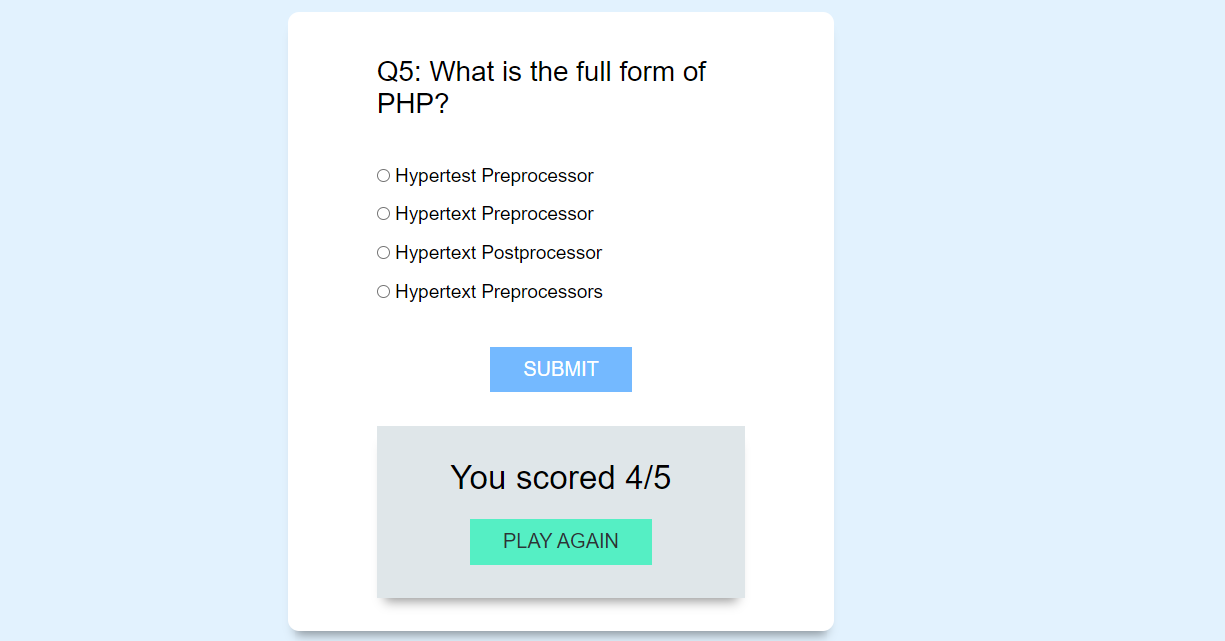 Q5: What is the full form of
PHP?
Hypertest Preprocessor
Hypertext Preprocessor
Hypertext Postprocessor
Hypertext Preprocessors
SUBMIT
You scored 4/5
PLAY AGAIN